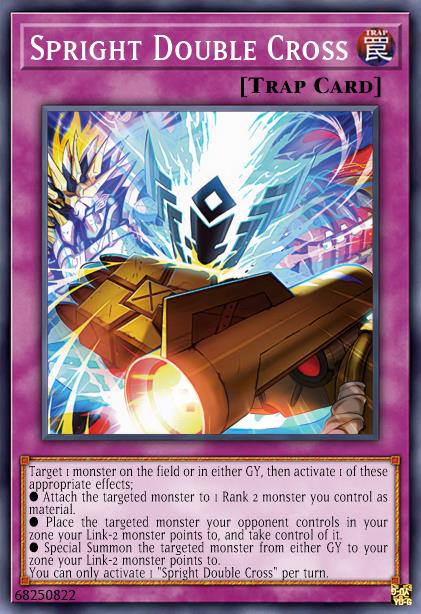 Spright Double Cross
TRAP
罠
[Trap Card]
Target 1 monster on the field or in either GY, then activate 1 of these
appropriate effects;
● Attach the targeted monster to 1 Rank 2 monster you control as
material.
● Place the targeted monster your opponent controls in your
zone your Link-2 monster points to, and take control of it.
● Special Summon the targeted monster from either GY to your
zone your Link-2 monster points to.
You can only activate 1 "Spright Double Cross" per turn.
68250822